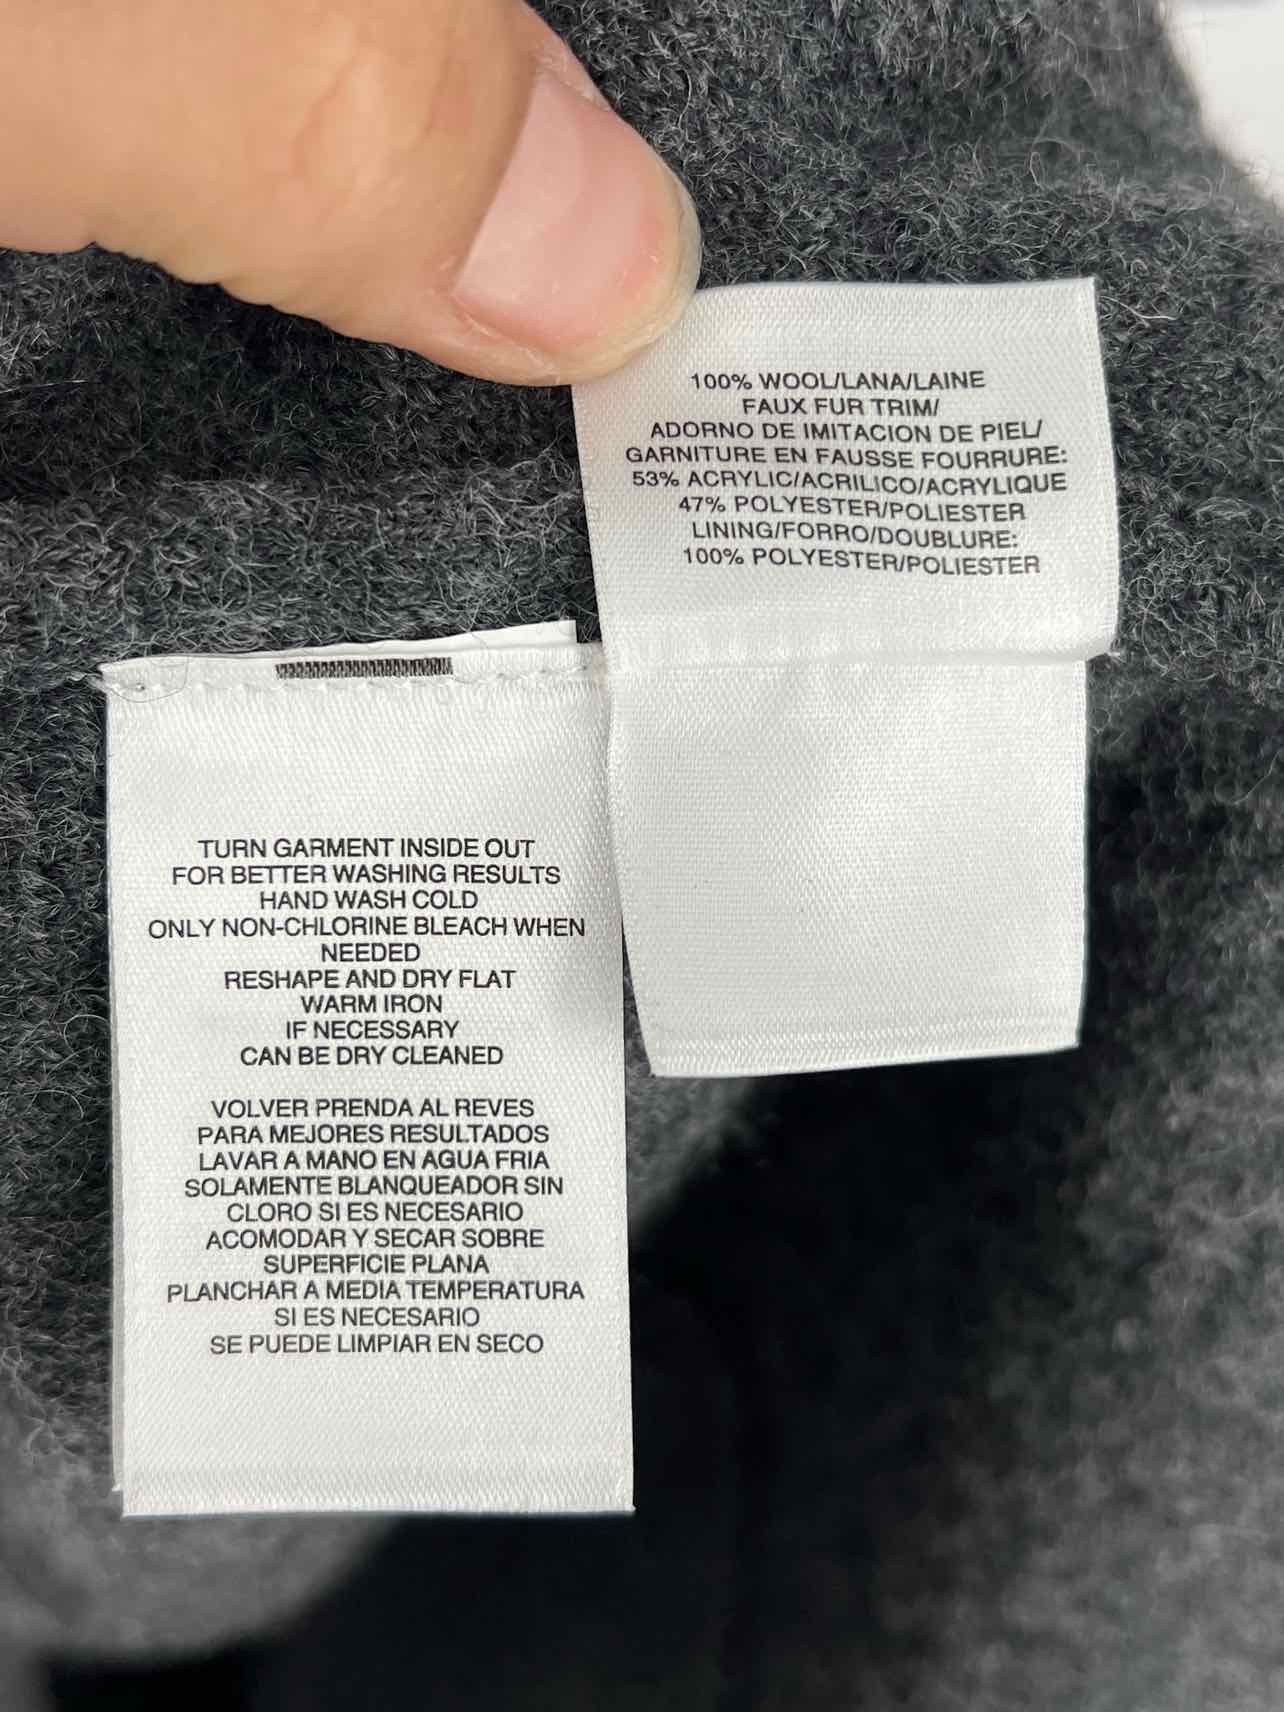 100% WOOL/LANA/LAINE
FAUX FUR TRIM/
ADORNO DE IMITACION DE PIEL/
GARNITURE EN FAUSSE FOURRURE:
53% ACRYLIC/ACRILICO/ACRYLIQUE
47% POLYESTER/POLIESTER
LINING/FORRO/DOUBLURE:
100% POLYESTER/POLIESTER
TURN GARMENT INSIDE OUT
FOR BETTER WASHING RESULTS
HAND WASH COLD
ONLY NON-CHLORINE BLEACH WHEN
NEEDED
RESHAPE AND DRY FLAT
WARM IRON
IF NECESSARY
CAN BE DRY CLEANED
VOLVER PRENDA AL REVES
PARA MEJORES RESULTADOS
LAVAR A MANO EN AGUA FRIA
SOLAMENTE BLANQUEADOR SIN
CLORO SI ES NECESARIO
ACOMODAR Y SECAR SOBRE
SUPERFICIE PLANA
PLANCHAR A MEDIA TEMPERATURA
SI ES NECESARIO
SE PUEDE LIMPIAR EN SECO